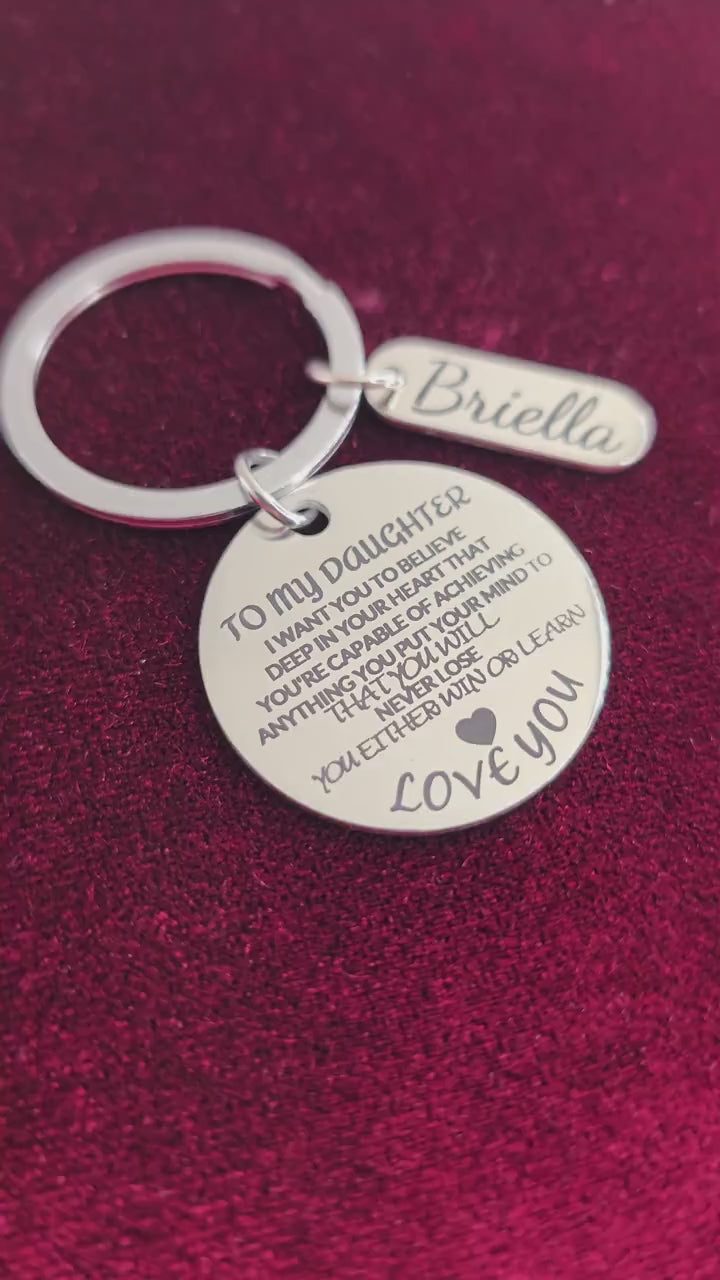 Briella
TO MY DAUGHTER
I WANT YOU TO BELIEVE
DEEP IN YOUR HEART THAT
YOU'RE CAPABLE OF ACHIEVING
ANYTHING YOU PUT YOUR MIND TO
THAT YOU WILL
NEVER LOSE
YOU EITHER WIN OR LEARN
LOVE YOU